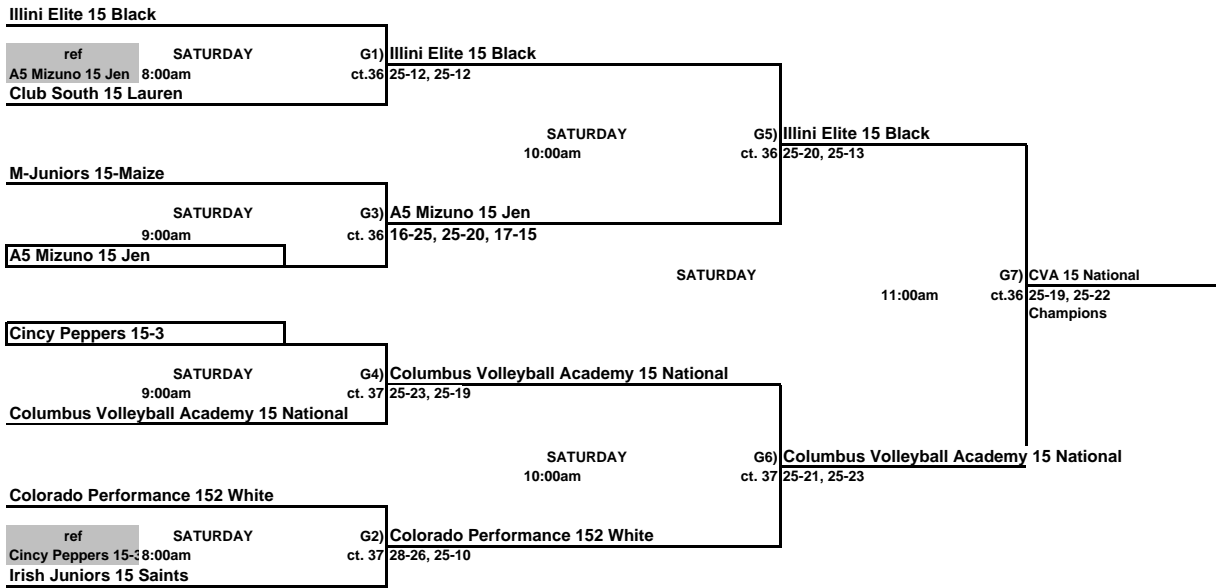 Illini Elite 15 Black
ref SATURDAY G1) Illini Elite 15 Black
A5 Mizuno 15 Jen 8:00am ct.36 25-12, 25-12
Club South 15 Lauren
SATURDAY G5) Illini Elite 15 Black
10:00am ct. 36 25-20, 25-13
M-Juniors 15-Maize
SATURDAY G3) A5 Mizuno 15 Jen
9:00am ct. 36 16-25, 25-20, 17-15
A5 Mizuno 15 Jen
SATURDAY G7) CVA 15 National
11:00am ct.36 25-19, 25-22
Champions
Cincy Peppers 15-3
SATURDAY G4) Columbus Volleyball Academy 15 National
9:00am ct. 37 25-23, 25-19
Columbus Volleyball Academy 15 National
SATURDAY G6) Columbus Volleyball Academy 15 National
10:00am ct. 37 25-21, 25-23
Colorado Performance 152 White
ref SATURDAY G2) Colorado Performance 152 White
Cincy Peppers 15-3 8:00am ct. 37 28-26, 25-10
Irish Juniors 15 Saints